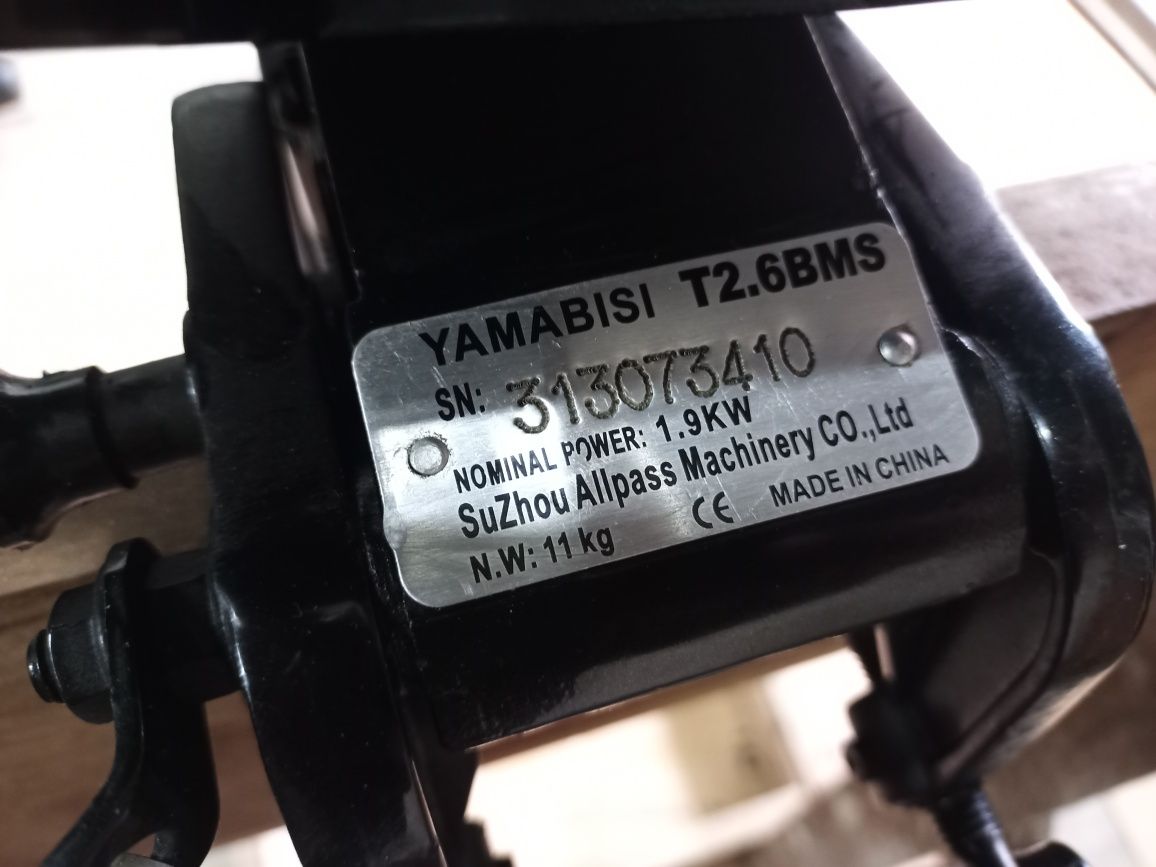 YAMABISI T2.6BMS
SN: 313073410
NOMINAL POWER: 1.9KW
SuZhou Allpass Machinery CO.,Ltd
N.W: 11 kg CE MADE IN CHINA